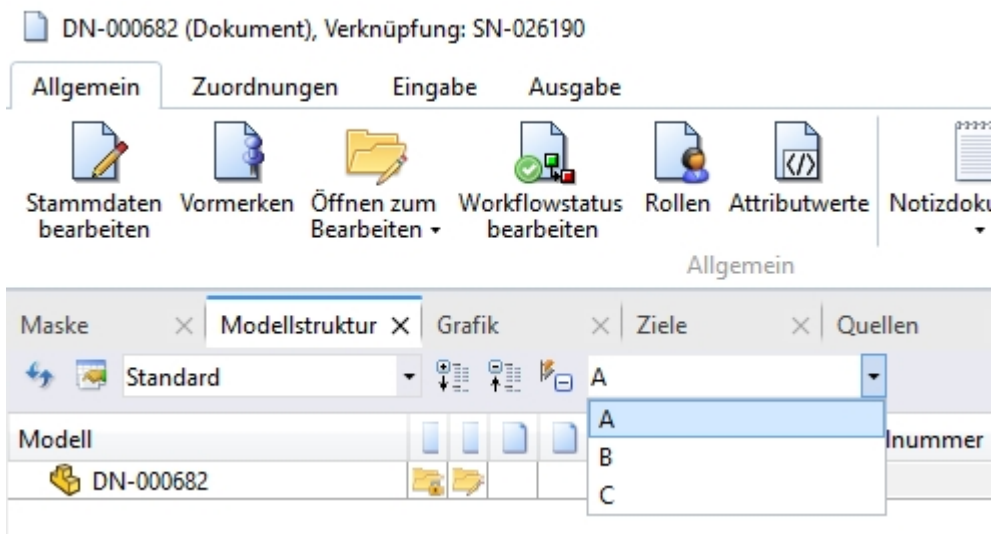 DN-000682 (Dokument), Verknüpfung: SN-026190
Allgemein Zuordnungen Eingabe Ausgabe
Stammdaten bearbeiten
Vormerken
Öffnen zum Bearbeiten
Workflowstatus bearbeiten
Rollen
Attributwerte
Notizdoku
Allgemein
Maske Modellstruktur Grafik Ziele Quellen
Standard A
A
B
C
Modell lnummer
DN-000682